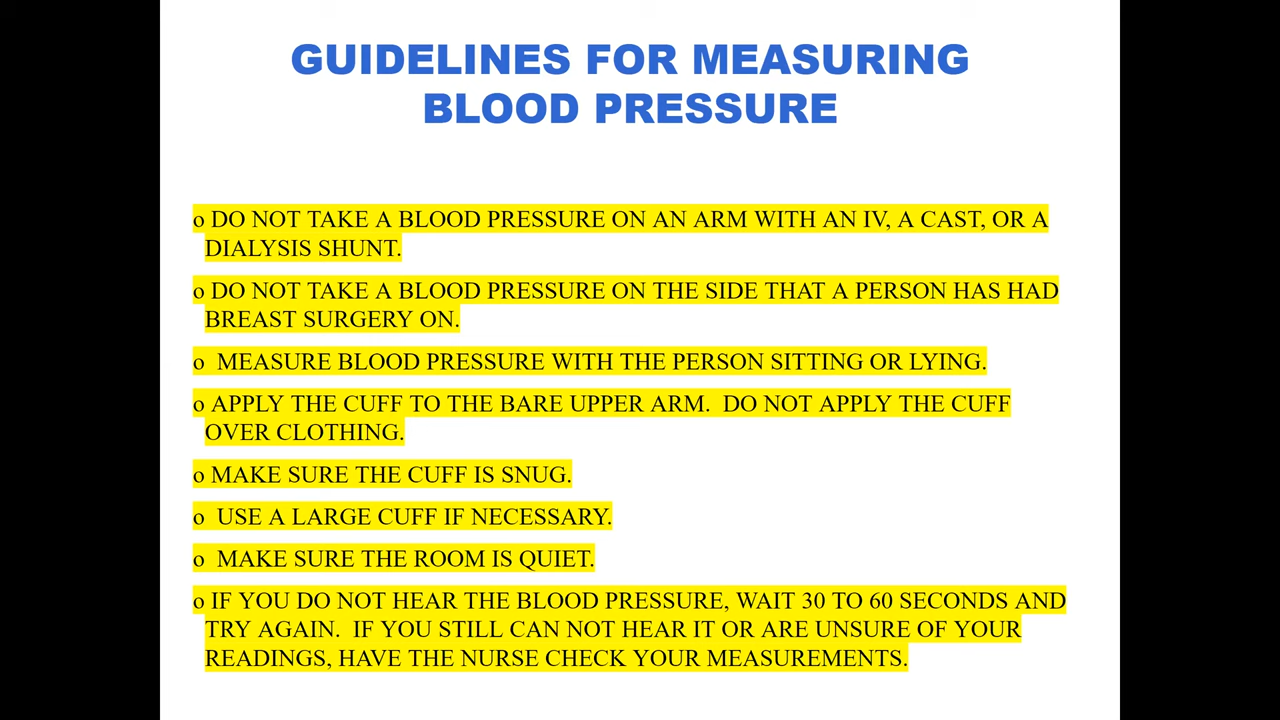 GUIDELINES FOR MEASURING
BLOOD PRESSURE
o DO NOT TAKE A BLOOD PRESSURE ON AN ARM WITH AN IV, A CAST, OR A
DIALYSIS SHUNT.
o DO NOT TAKE A BLOOD PRESSURE ON THE SIDE THAT A PERSON HAS HAD
BREAST SURGERY ON.
o MEASURE BLOOD PRESSURE WITH THE PERSON SITTING OR LYING.
o APPLY THE CUFF TO THE BARE UPPER ARM. DO NOT APPLY THE CUFF
OVER CLOTHING.
o MAKE SURE THE CUFF IS SNUG.
o USE A LARGE CUFF IF NECESSARY.
o MAKE SURE THE ROOM IS QUIET.
o IF YOU DO NOT HEAR THE BLOOD PRESSURE, WAIT 30 TO 60 SECONDS AND
TRY AGAIN. IF YOU STILL CAN NOT HEAR IT OR ARE UNSURE OF YOUR
READINGS, HAVE THE NURSE CHECK YOUR MEASUREMENTS.